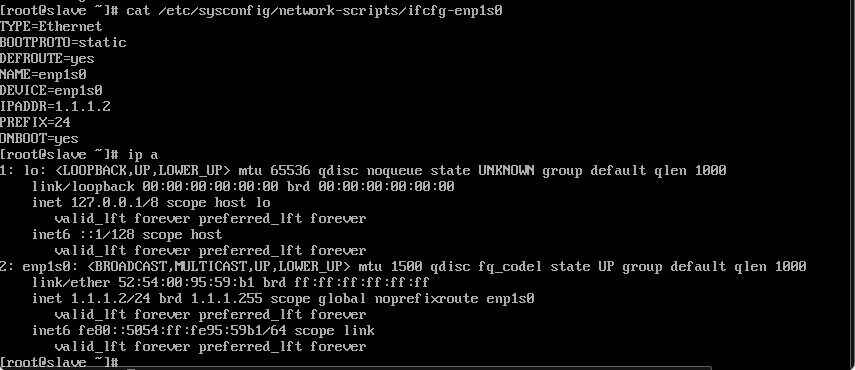 [root@slave ~]# cat /etc/sysconfig/network-scripts/ifcfg-enp1s0
TYPE=Ethernet
BOOTPROTO=static
DEFROUTE=yes
NAME=enp1s0
DEVICE=enp1s0
IPADDR=1.1.1.2
PREFIX=24
ONBOOT=yes
[root@slave ~]# ip a
1: lo: <LOOPBACK,UP,LOWER_UP> mtu 65536 qdisc noqueue state UNKNOWN group default qlen 1000
    link/loopback 00:00:00:00:00:00 brd 00:00:00:00:00:00
    inet 127.0.0.1/8 scope host lo
       valid_lft forever preferred_lft forever
    inet6 ::1/128 scope host
       valid_lft forever preferred_lft forever
2: enp1s0: <BROADCAST,MULTICAST,UP,LOWER_UP> mtu 1500 qdisc fq_codel state UP group default qlen 1000
    link/ether 52:54:00:95:59:b1 brd ff:ff:ff:ff:ff:ff
    inet 1.1.1.2/24 brd 1.1.1.255 scope global noprefixroute enp1s0
       valid_lft forever preferred_lft forever
    inet6 fe80::5054:ff:fe95:59b1/64 scope link
       valid_lft forever preferred_lft forever
[root@slave ~]#